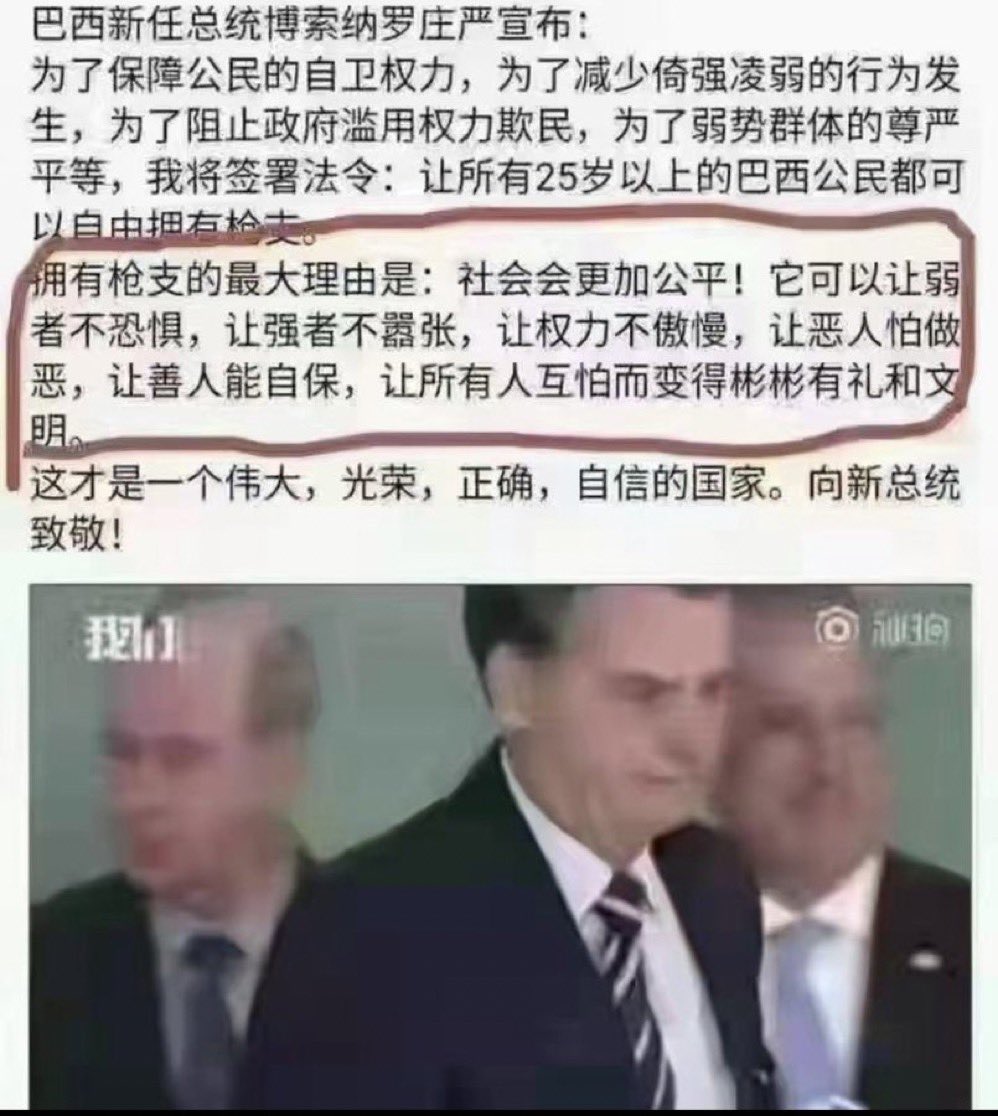 巴西新任总统博索纳罗庄严宣布：
为了保障公民的自卫权力，为了减少倚强凌弱的行为发
生，为了阻止政府滥用权力欺民，为了弱势群体的尊严
平等，我将签署法令：让所有25岁以上的巴西公民都可
以自由拥有枪支。
拥有枪支的最大理由是：社会会更加公平！它可以让弱
者不恐惧，让强者不嚣张，让权力不傲慢，让恶人怕做
恶，让善人能自保，让所有人互怕而变得彬彬有礼和文
明。
这才是一个伟大，光荣，正确，自信的国家。向新总统
致敬！
我们